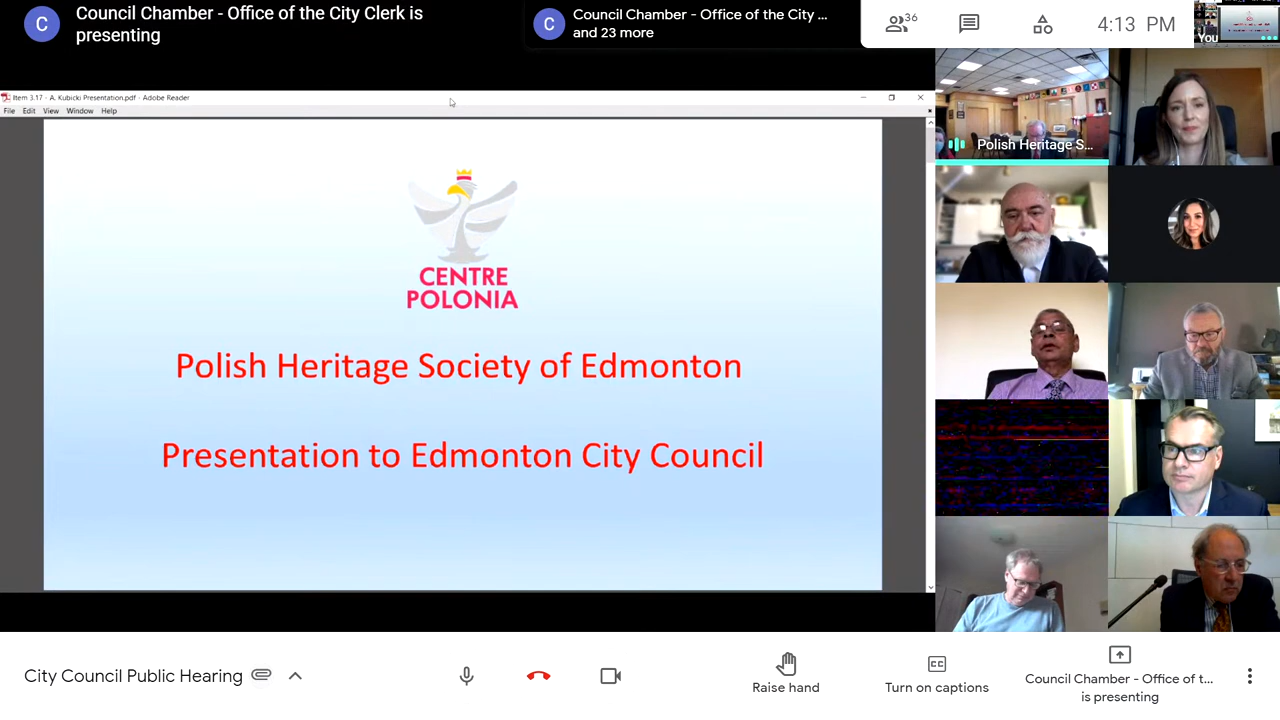 Council Chamber - Office of the City Clerk is
presenting
C
C
Council Chamber - Office of the City ...
and 23 more
36
4:13 PM
You
Item 3.17 - A. Kubicki Presentation.pdf - Adobe Reader
File Edit View Window Help
CENTRE
POLONIA
Polish Heritage Society of Edmonton
Presentation to Edmonton City Council
Polish Heritage S...
City Council Public Hearing
Raise hand
CC
Turn on captions
Council Chamber - Office of t...
is presenting